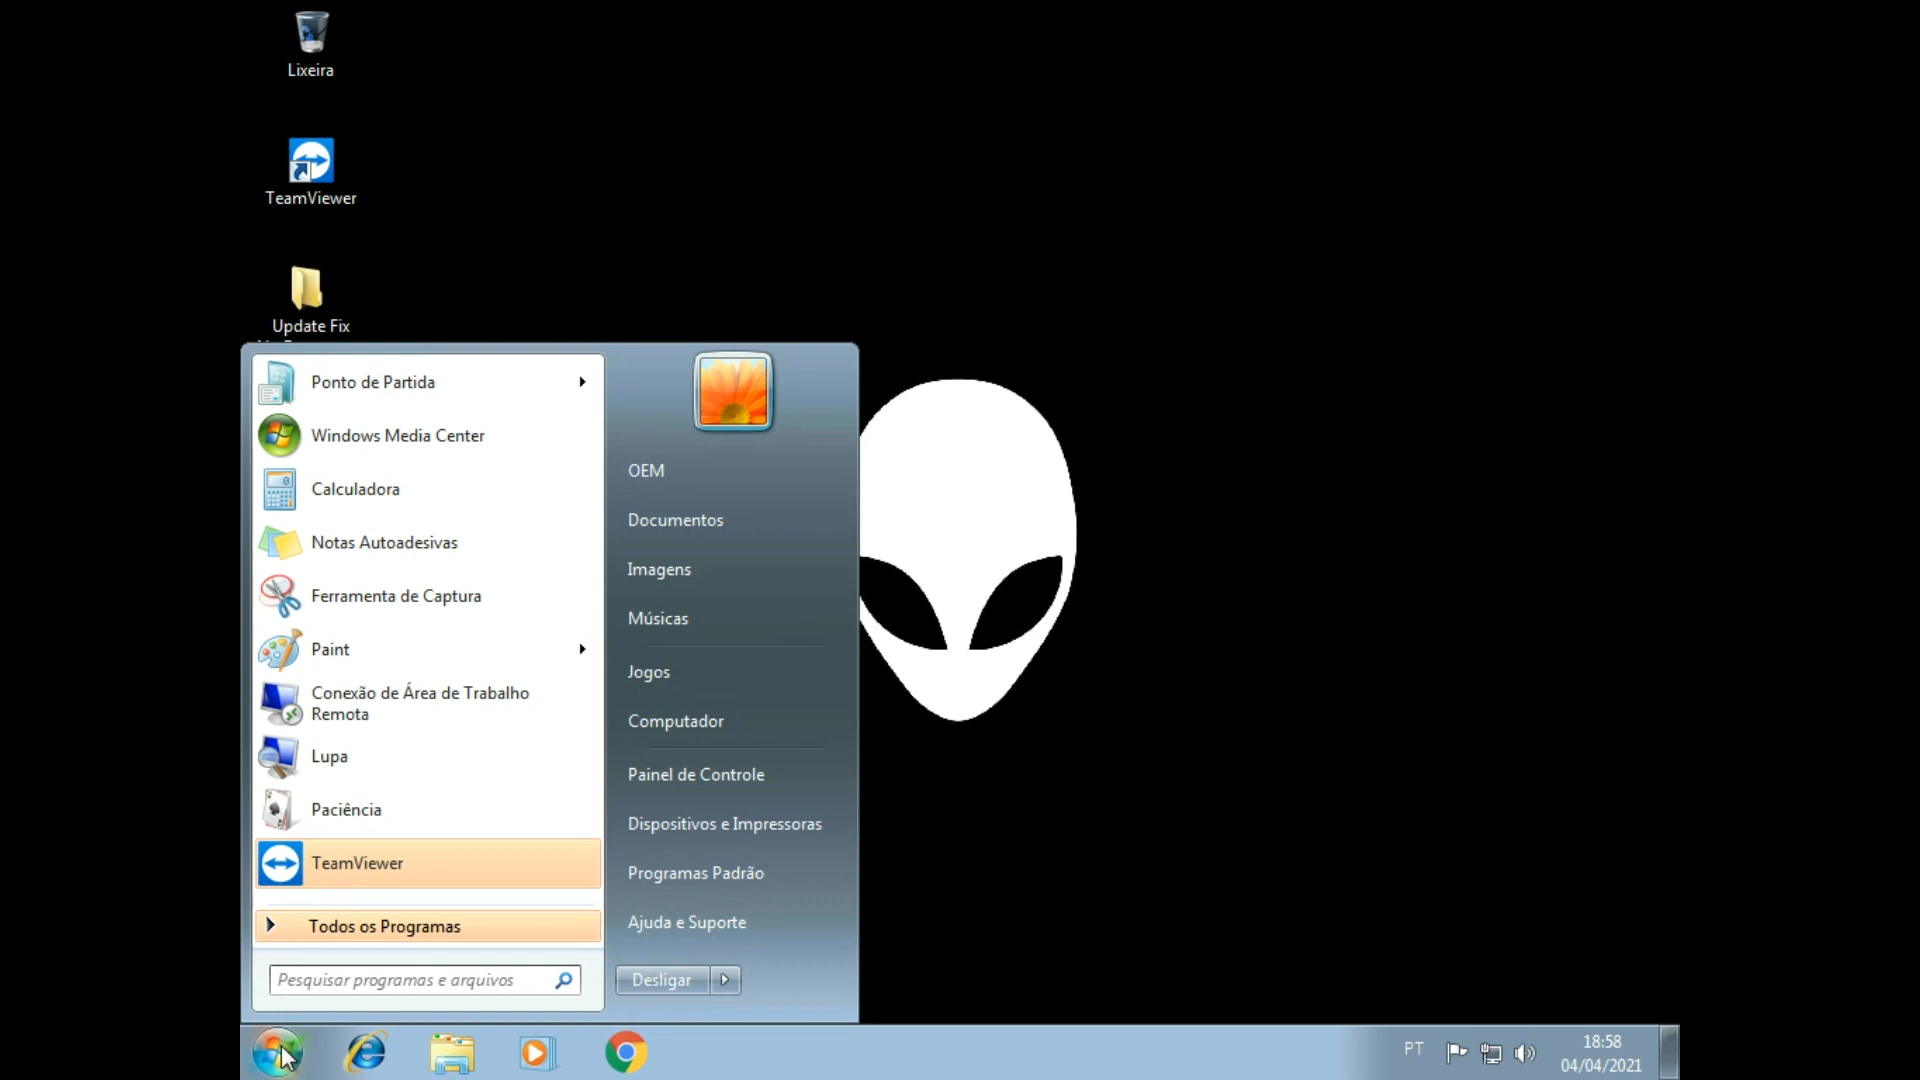 Lixeira
TeamViewer
Update Fix
Ponto de Partida
Windows Media Center
Calculadora
Notas Autoadesivas
Ferramenta de Captura
Paint
Conexão de Área de Trabalho
Remota
Lupa
Paciência
TeamViewer
Todos os Programas
Pesquisar programas e arquivos
OEM
Documentos
Imagens
Músicas
Jogos
Computador
Painel de Controle
Dispositivos e Impressoras
Programas Padrão
Ajuda e Suporte
Desligar
PT
18:58
04/04/2021